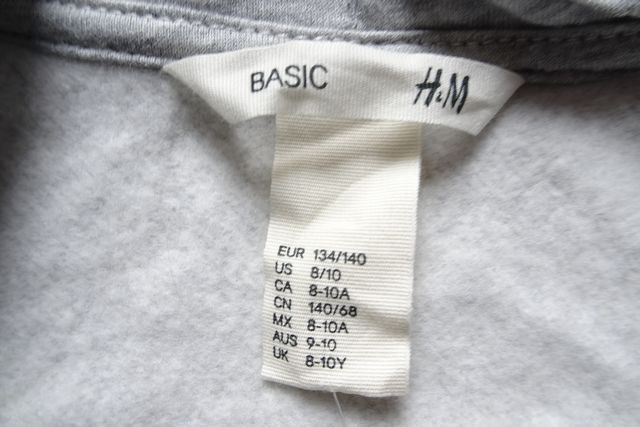 BASIC H&M
EUR 134/140
US 8/10
CA 8-10A
CN 140/68
MX 8-10A
AUS 9-10
UK 8-10Y